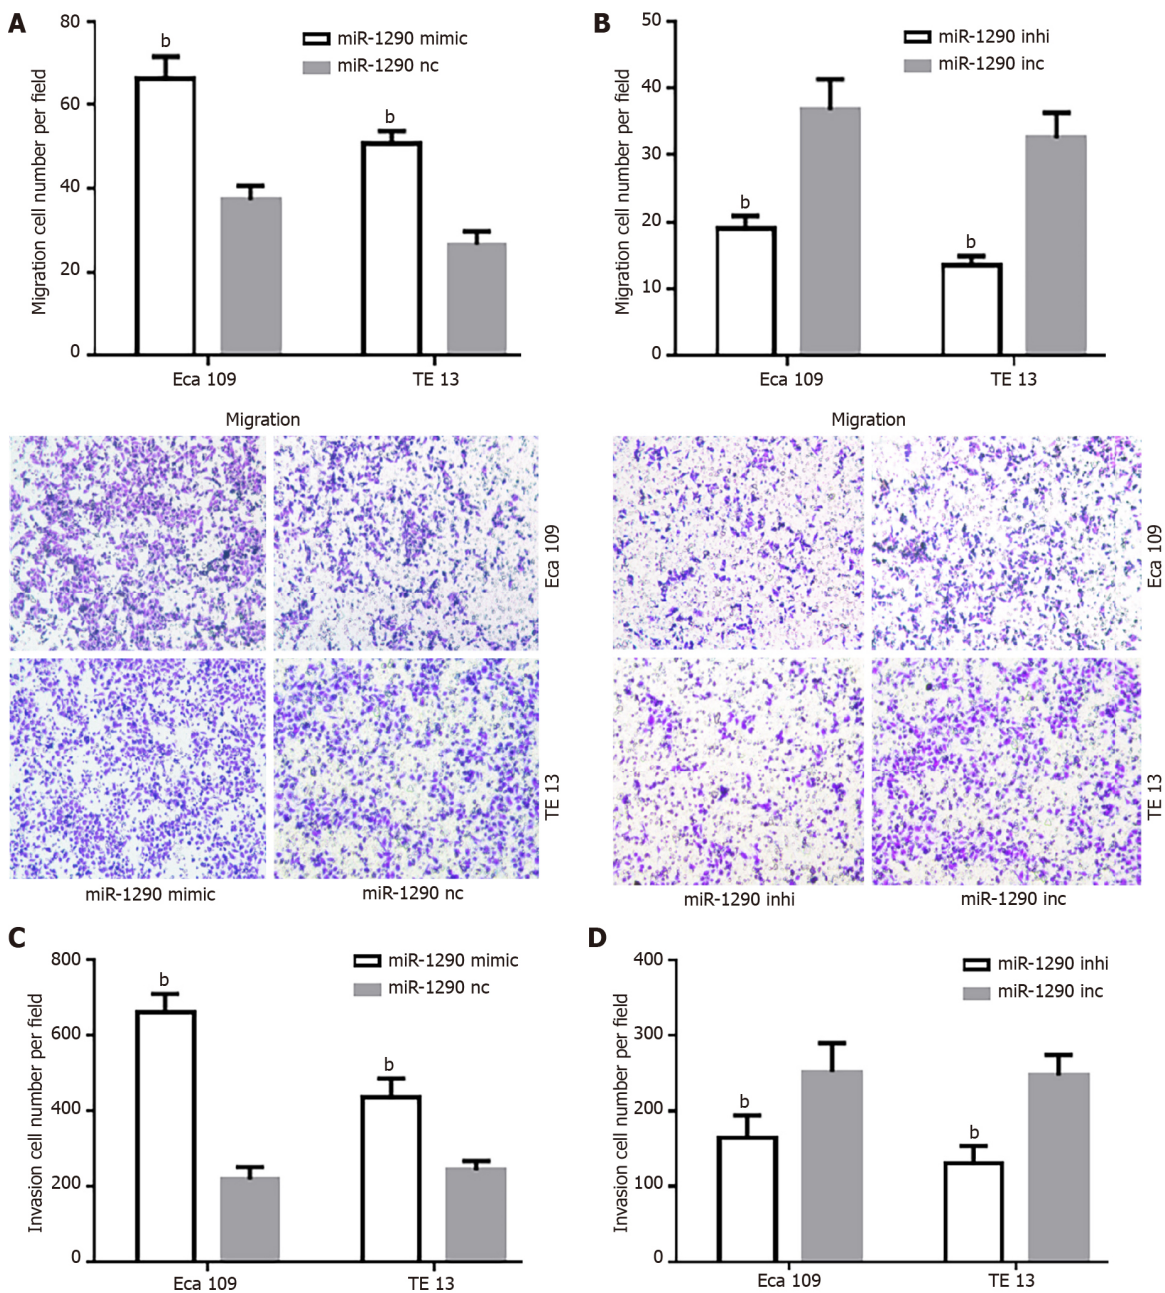 A
B
80
60
40
20
0
Migration cell number per field
b
b
miR-1290 mimic
miR-1290 nc
Eca 109
TE 13
50
40
30
20
10
0
Migration cell number per field
b
b
miR-1290 inhi
miR-1290 inc
Eca 109
TE 13
Migration
Eca 109
TE 13
miR-1290 mimic
miR-1290 nc
Migration
Eca 109
TE 13
miR-1290 inhi
miR-1290 inc
C
D
800
600
400
200
0
Invasion cell number per field
b
b
miR-1290 mimic
miR-1290 nc
Eca 109
TE 13
400
300
200
100
0
Invasion cell number per field
b
b
miR-1290 inhi
miR-1290 inc
Eca 109
TE 13